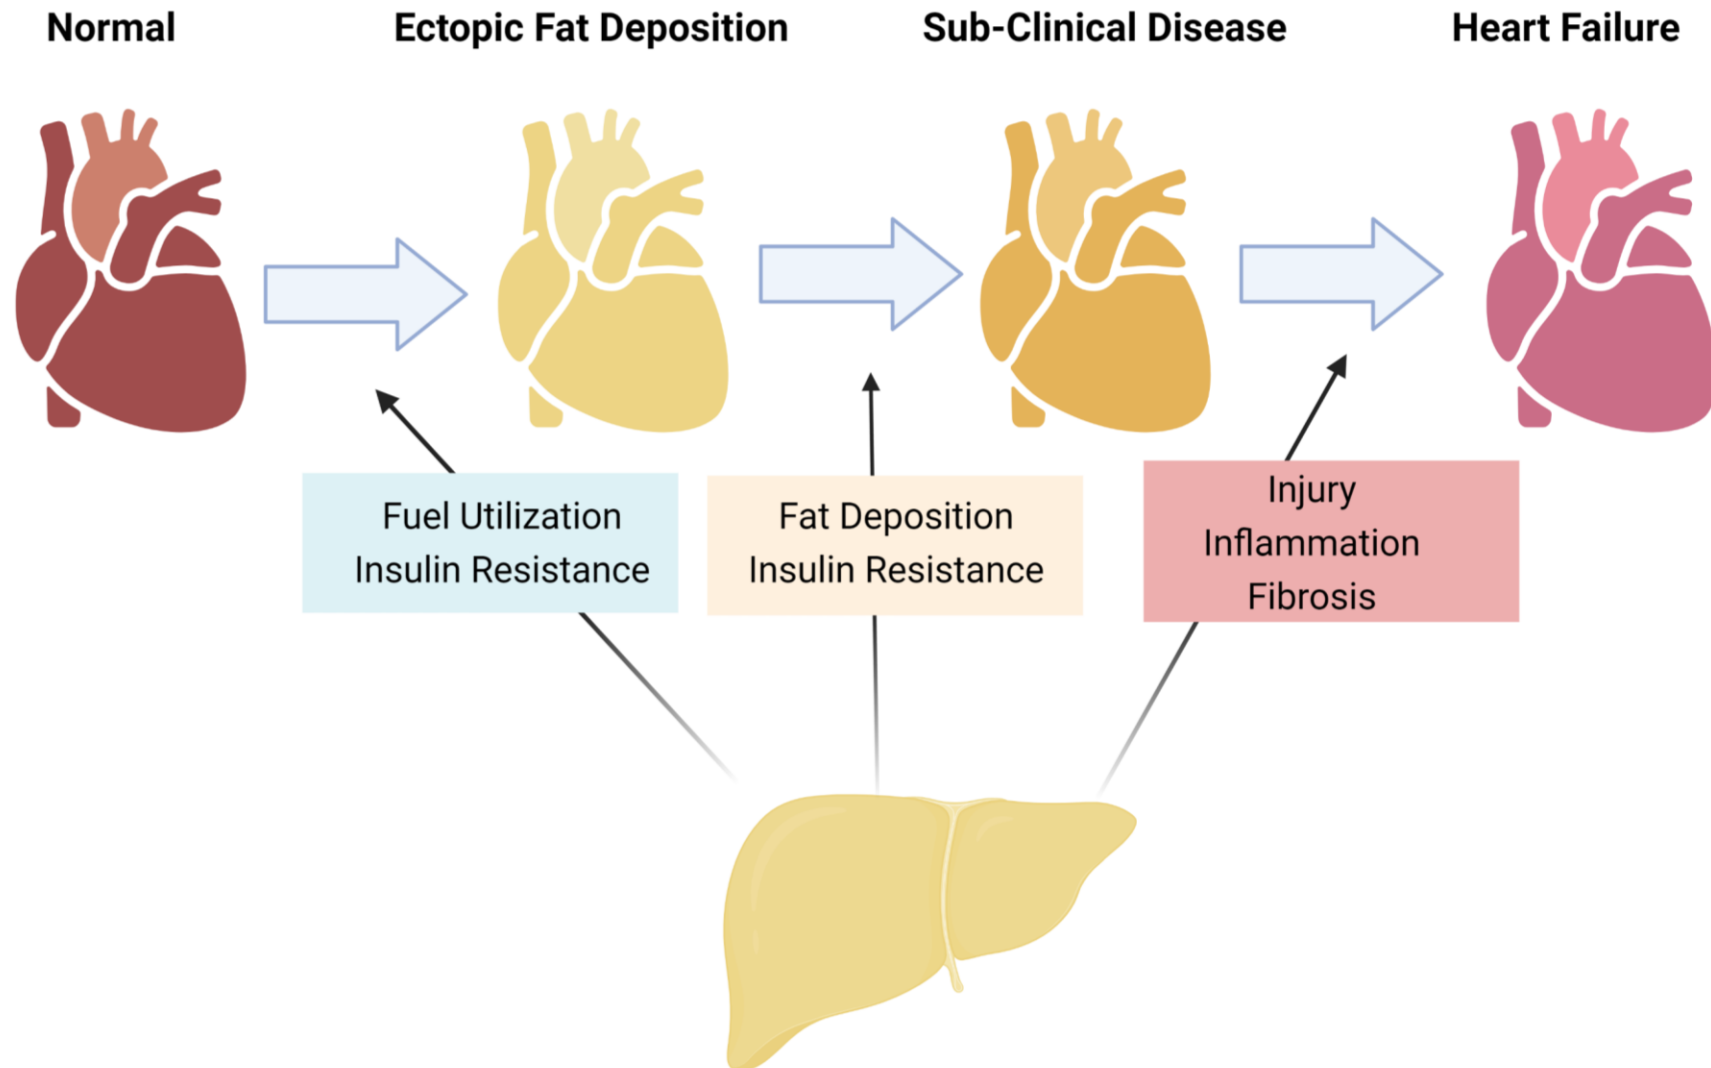 Normal
Ectopic Fat Deposition
Sub-Clinical Disease
Heart Failure
Fuel Utilization
Insulin Resistance
Fat Deposition
Insulin Resistance
Injury
Inflammation
Fibrosis